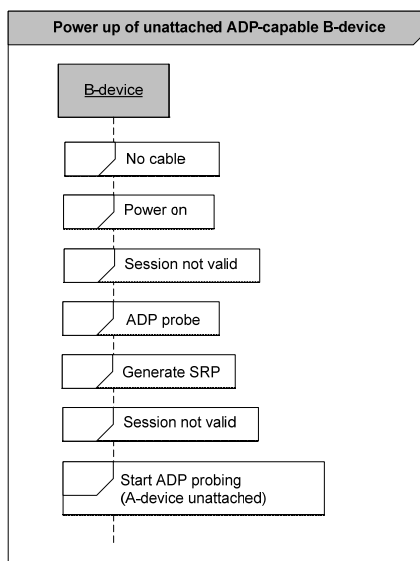 Power up of unattached ADP-capable B-device
B-device
No cable
Power on
Session not valid
ADP probe
Generate SRP
Session not valid
Start ADP probing
(A-device unattached)